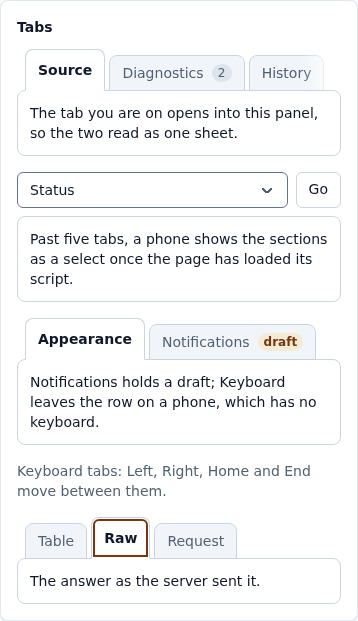 Tabs
Source Diagnostics 2 History
The tab you are on opens into this panel,
so the two read as one sheet.
Status Go
Past five tabs, a phone shows the sections
as a select once the page has loaded its
script.
Appearance Notifications draft
Notifications holds a draft; Keyboard
leaves the row on a phone, which has no
keyboard.
Keyboard tabs: Left, Right, Home and End
move between them.
Table Raw Request
The answer as the server sent it.